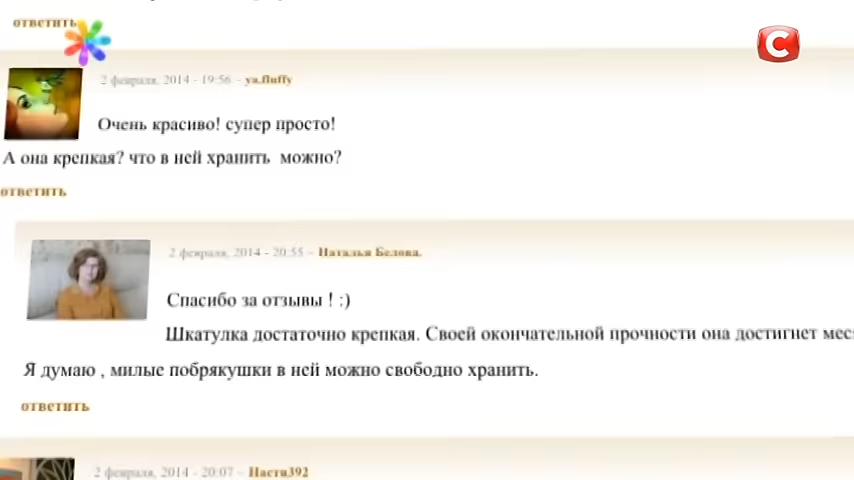 ответить
2 февраля, 2014 - 19:56 - ya.fluffy
Очень красиво! супер просто!
А она крепкая? что в ней хранить можно?
ответить
2 февраля, 2014 - 20:55 - Наталья Белова.
Спасибо за отзывы ! :)
Шкатулка достаточно крепкая. Своей окончательной прочности она достигнет
Я думаю , милые побрякушки в ней можно свободно хранить.
ответить
2 февраля, 2014 - 20:07 - Настя392